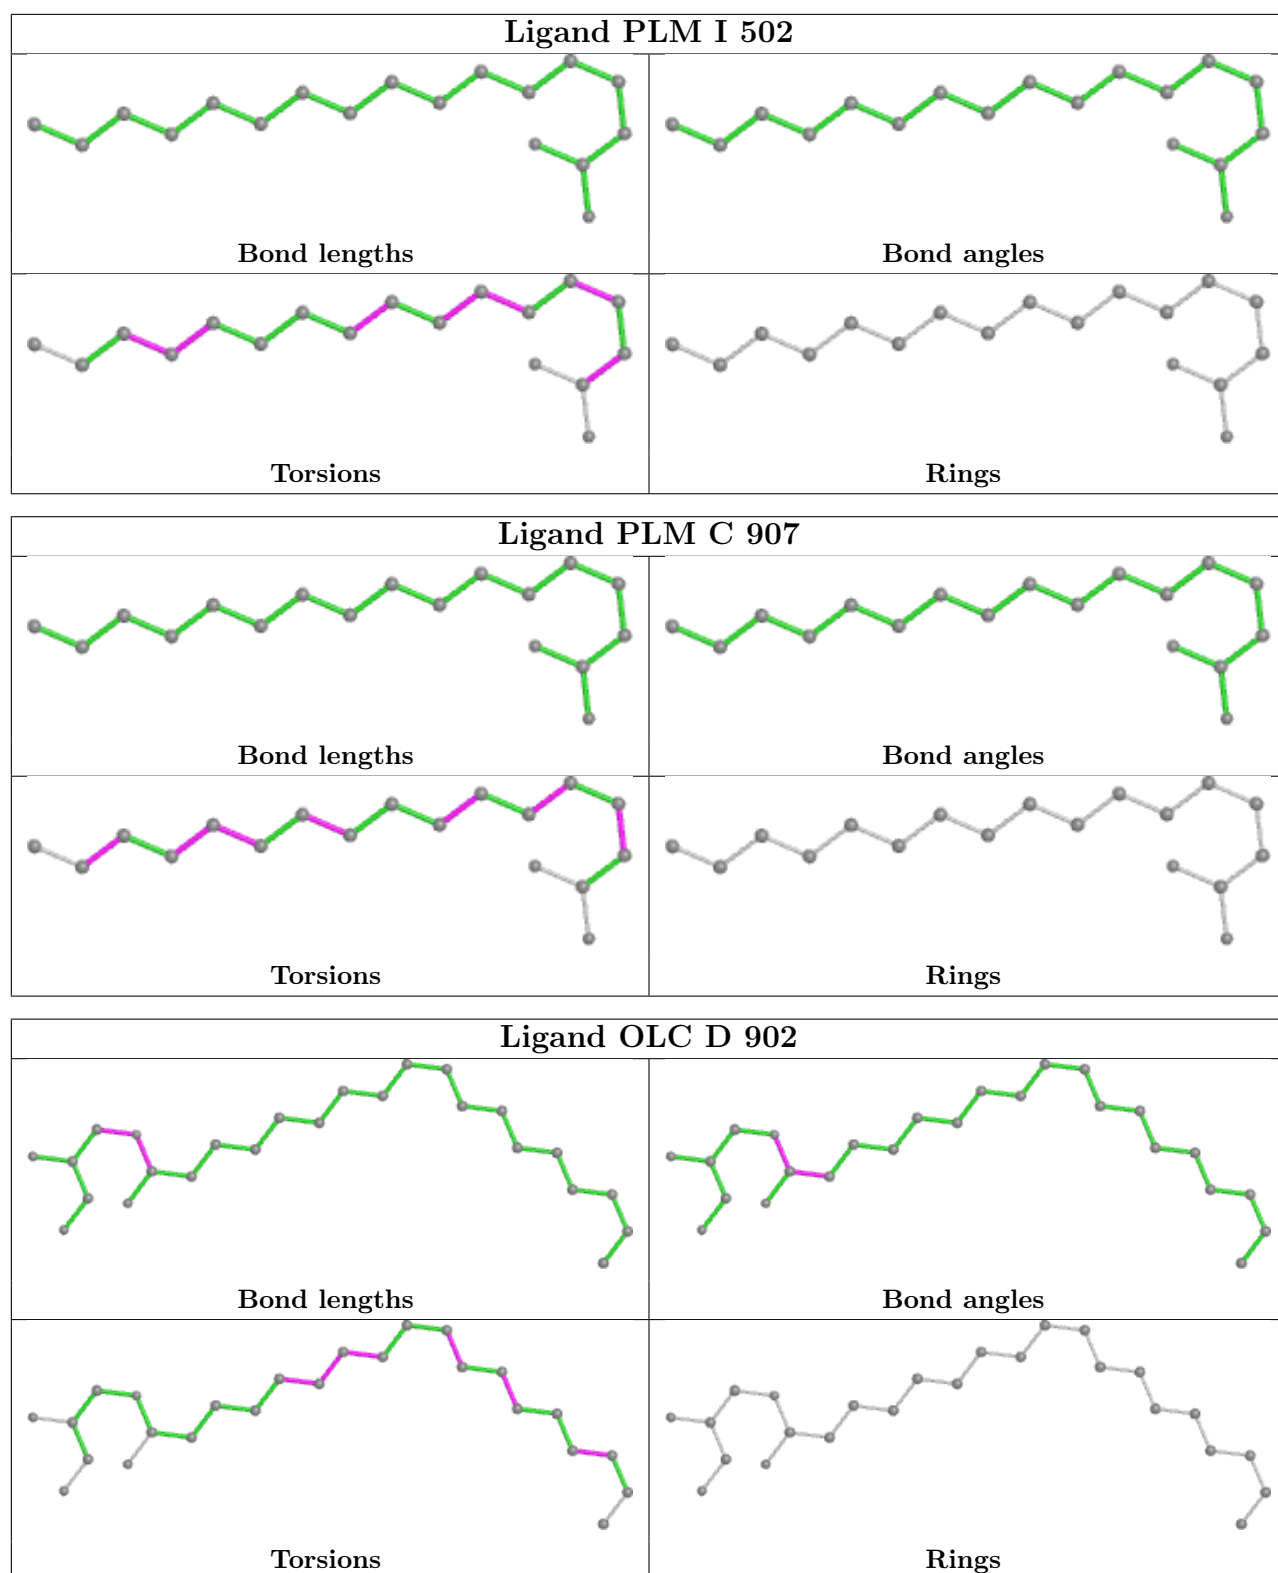 Ligand PLM I 502
Bond lengths
Bond angles
Torsions
Rings
Ligand PLM C 907
Bond lengths
Bond angles
Torsions
Rings
Ligand OLC D 902
Bond lengths
Bond angles
Torsions
Rings